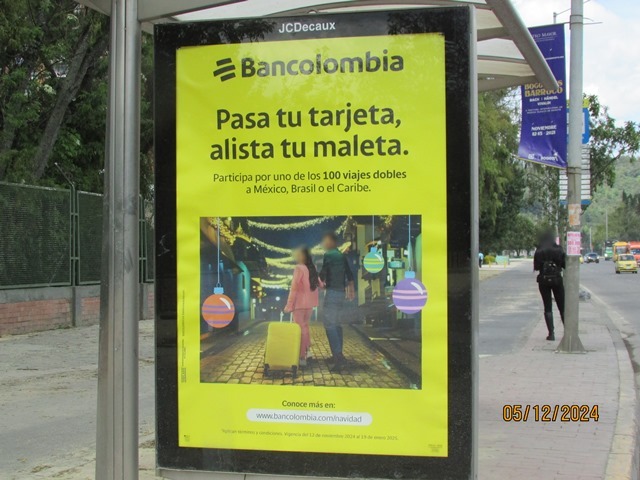 JCDecaux
Bancolombia
Pasa tu tarjeta,
alista tu maleta.
Participa por uno de los 100 viajes dobles
a México, Brasil o el Caribe.
Conoce más en:
www.bancolombia.com/navidad
BARROCO
NOVIEMBRE
05/12/2024